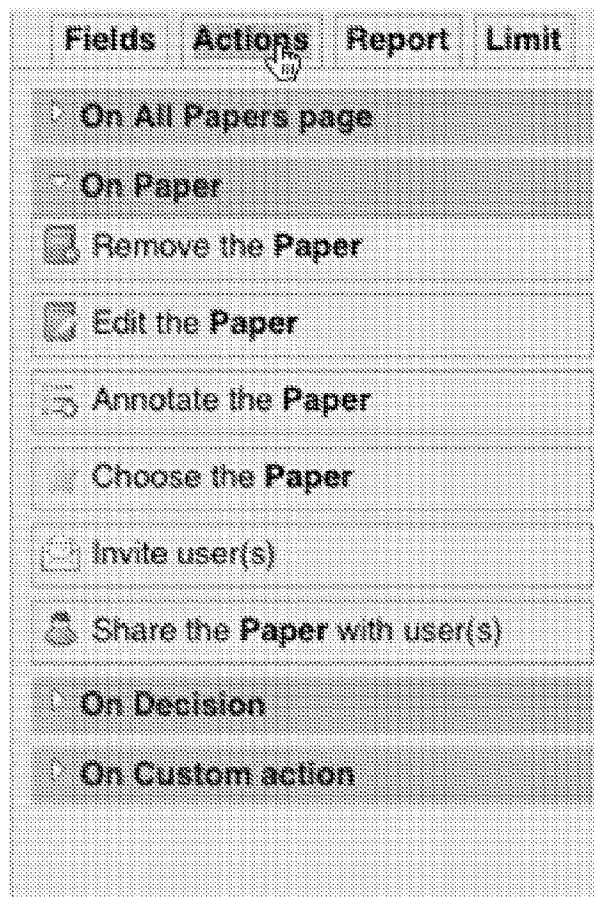 Fields Actions Report Limit
On All Papers page
On Paper
Remove the Paper
Edit the Paper
Annotate the Paper
Choose the Paper
Invite user(s)
Share the Paper with user(s)
On Decision
On Custom action